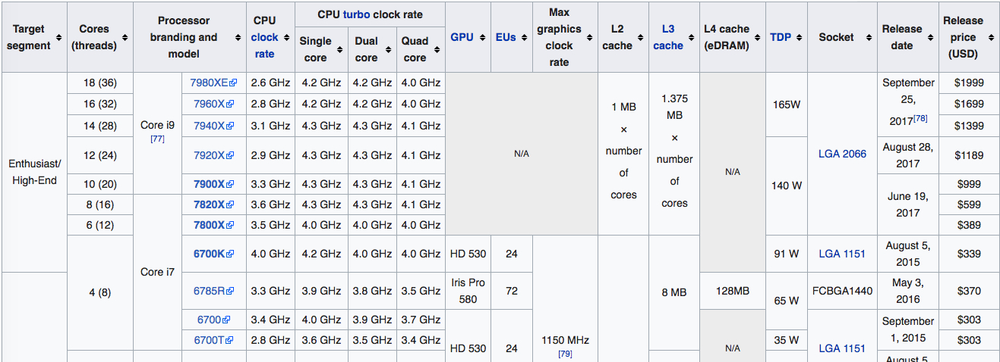 Target segment
Cores (threads)
Processor branding and model
CPU clock rate
CPU turbo clock rate
Single core
Dual core
Quad core
GPU
EUs
Max graphics clock rate
L2 cache
L3 cache
L4 cache (eDRAM)
TDP
Socket
Release date
Release price (USD)
Enthusiast/ High-End
18 (36)
Core i9 [77]
7980XE
2.6 GHz
4.2 GHz
4.2 GHz
4.0 GHz
N/A
1 MB × number of cores
1.375 MB × number of cores
N/A
165W
LGA 2066
September 25, 2017[78]
$1999
16 (32)
7960X
2.8 GHz
4.2 GHz
4.2 GHz
4.0 GHz
$1699
14 (28)
7940X
3.1 GHz
4.3 GHz
4.3 GHz
4.1 GHz
$1399
12 (24)
7920X
2.9 GHz
4.3 GHz
4.3 GHz
4.1 GHz
140 W
August 28, 2017
$1189
10 (20)
7900X
3.3 GHz
4.3 GHz
4.3 GHz
4.1 GHz
June 19, 2017
$999
8 (16)
Core i7
7820X
3.6 GHz
4.3 GHz
4.3 GHz
4.1 GHz
$599
6 (12)
7800X
3.5 GHz
4.0 GHz
4.0 GHz
4.0 GHz
$389
4 (8)
6700K
4.0 GHz
4.2 GHz
4.0 GHz
4.0 GHz
HD 530
24
1150 MHz [79]
8 MB
91 W
LGA 1151
August 5, 2015
$339
6785R
3.3 GHz
3.9 GHz
3.8 GHz
3.5 GHz
Iris Pro 580
72
128MB
65 W
FCBGA1440
May 3, 2016
$370
6700
3.4 GHz
4.0 GHz
3.9 GHz
3.7 GHz
HD 530
24
N/A
LGA 1151
September 1, 2015
$303
6700T
2.8 GHz
3.6 GHz
3.5 GHz
3.4 GHz
35 W
$303
August 5